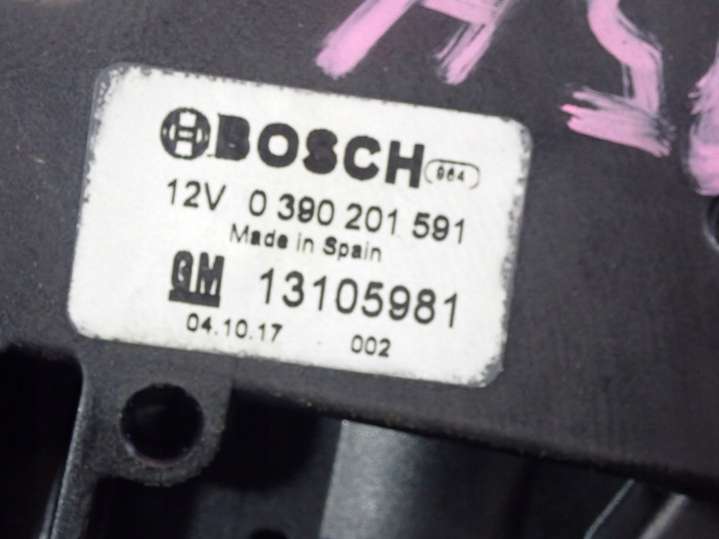 BOSCH 964
12V 0 390 201 591
Made in Spain
GM 13105981
04.10.17 002